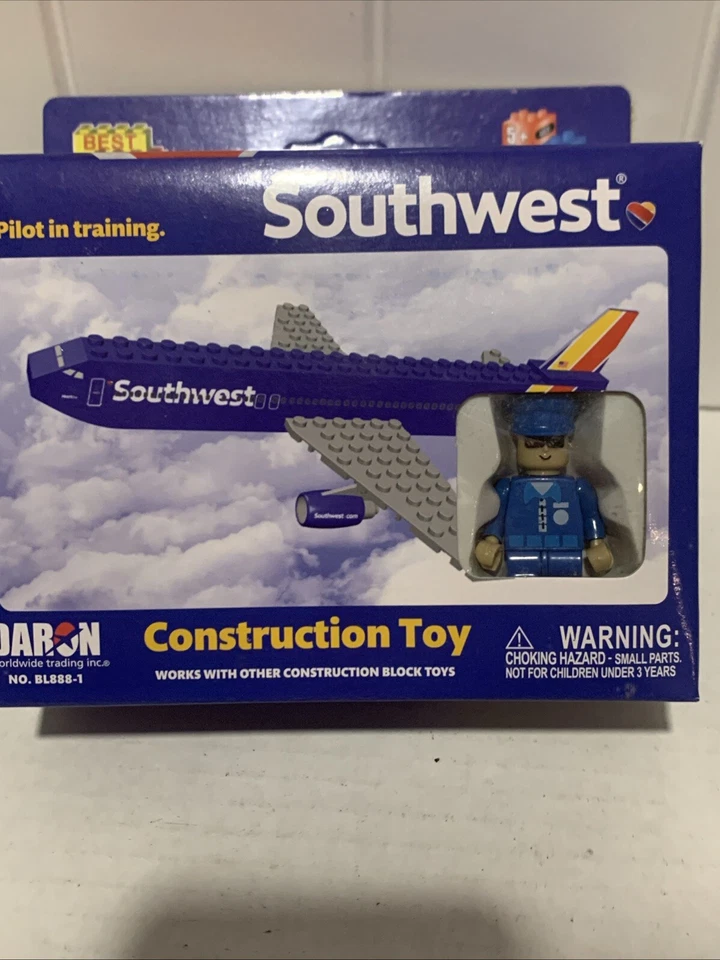 BEST
5+
Pilot in training.
Southwest®
Southwest
Southwest.com
DARON
worldwide trading inc.®
NO. BL888-1
Construction Toy
WORKS WITH OTHER CONSTRUCTION BLOCK TOYS
WARNING:
CHOKING HAZARD - SMALL PARTS.
NOT FOR CHILDREN UNDER 3 YEARS